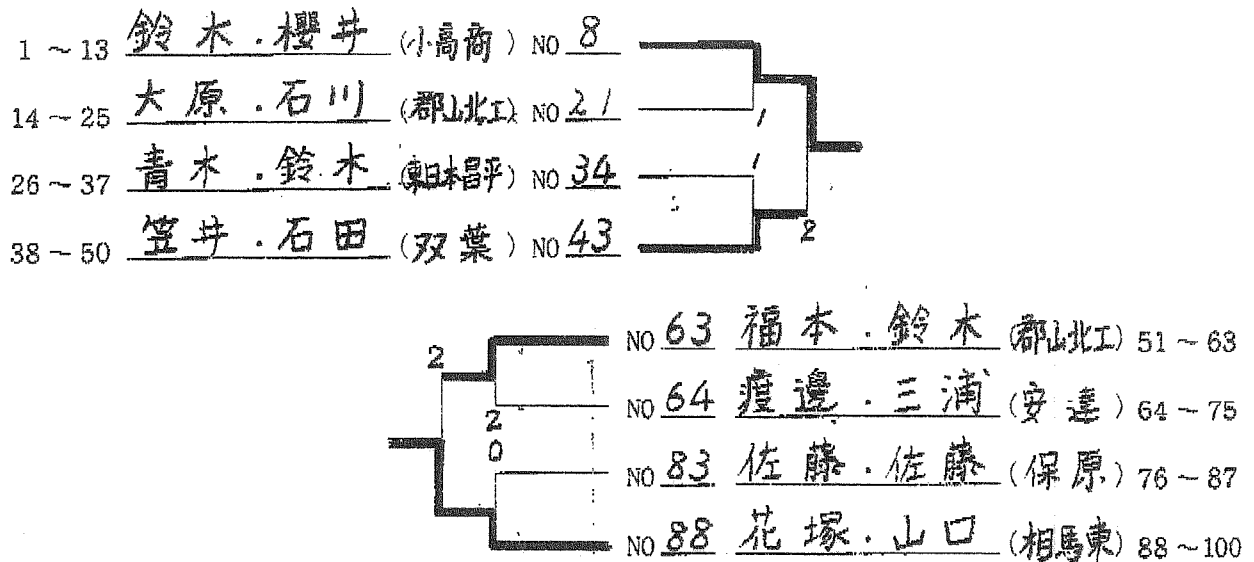 1 ~ 13 鈴木・櫻井 (小高商) NO 8
14 ~ 25 大原・石川 (郡山北工) NO 21
1
26 ~ 37 青木・鈴木 (東日本昌平) NO 34
1
38 ~ 50 笠井・石田 (双葉) NO 43
2
NO 63 福本・鈴木 (郡山北工) 51 ~ 63
2
NO 64 渡邊・三浦 (安達) 64 ~ 75
2
0
NO 83 佐藤・佐藤 (保原) 76 ~ 87
NO 88 花塚・山口 (相馬東) 88 ~ 100